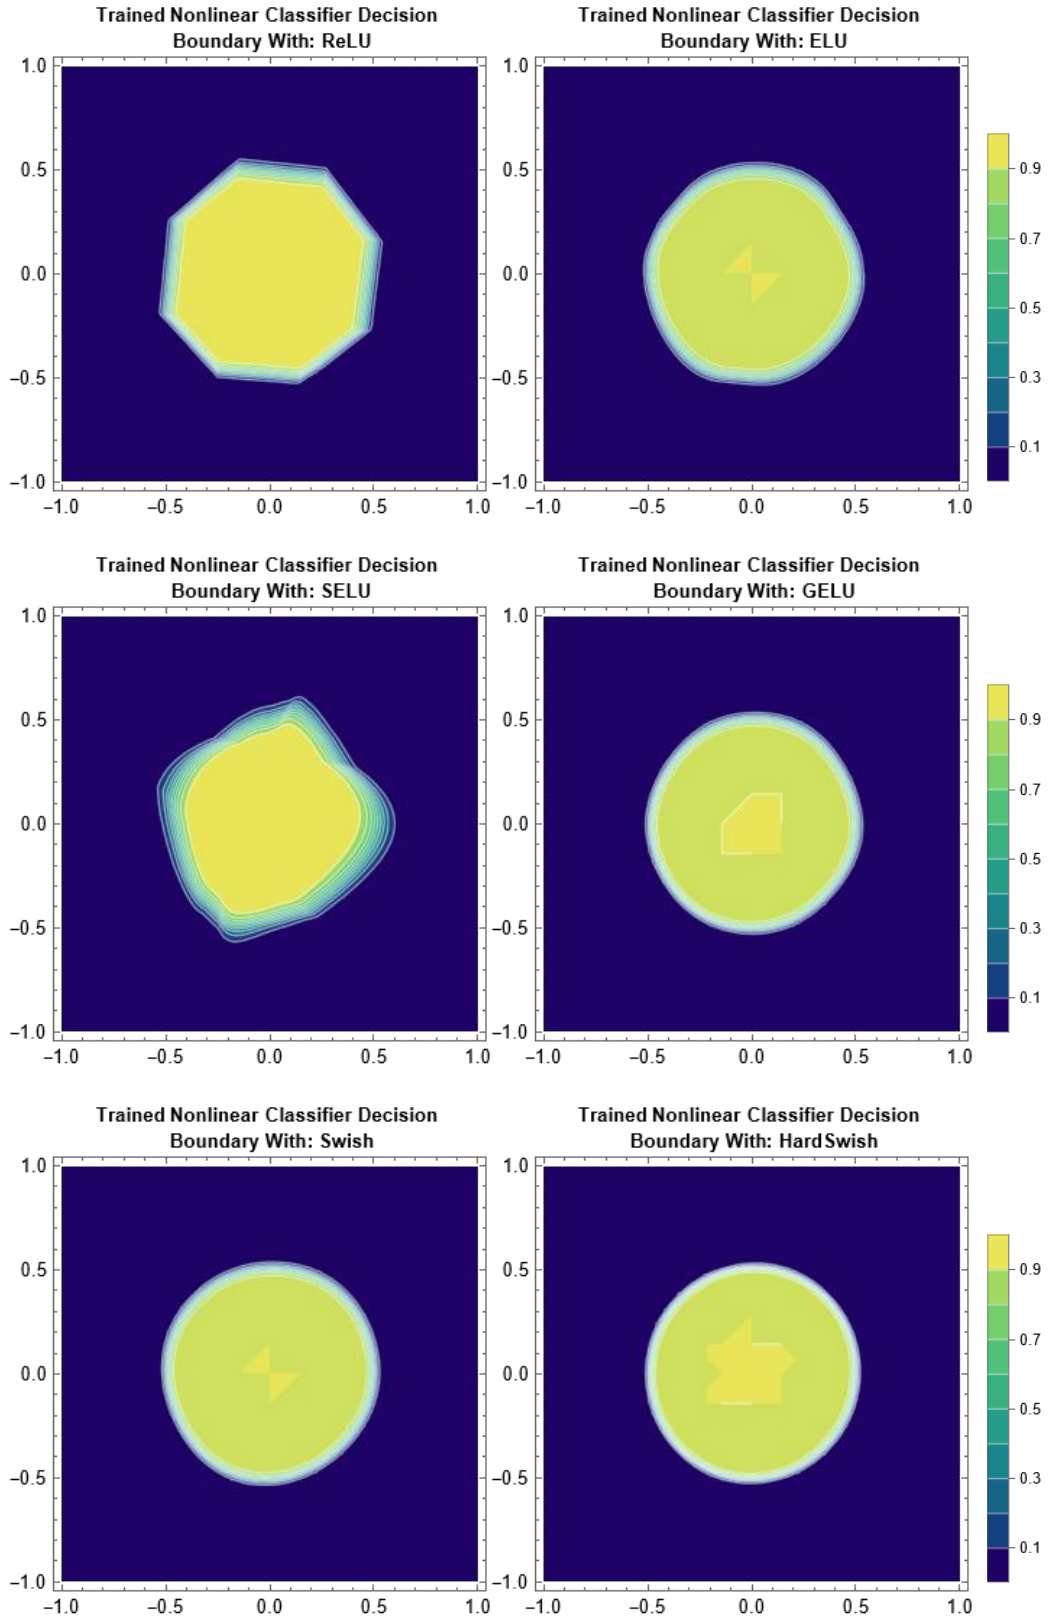 Trained Nonlinear Classifier Decision
Boundary With: ReLU
1.0
0.5
0.0
−0.5
−1.0
−1.0 −0.5 0.0 0.5 1.0
Trained Nonlinear Classifier Decision
Boundary With: ELU
1.0
0.5
0.0
−0.5
−1.0
−1.0 −0.5 0.0 0.5 1.0
0.9
0.7
0.5
0.3
0.1
Trained Nonlinear Classifier Decision
Boundary With: SELU
1.0
0.5
0.0
−0.5
−1.0
−1.0 −0.5 0.0 0.5 1.0
Trained Nonlinear Classifier Decision
Boundary With: GELU
1.0
0.5
0.0
−0.5
−1.0
−1.0 −0.5 0.0 0.5 1.0
0.9
0.7
0.5
0.3
0.1
Trained Nonlinear Classifier Decision
Boundary With: Swish
1.0
0.5
0.0
−0.5
−1.0
−1.0 −0.5 0.0 0.5 1.0
Trained Nonlinear Classifier Decision
Boundary With: HardSwish
1.0
0.5
0.0
−0.5
−1.0
−1.0 −0.5 0.0 0.5 1.0
0.9
0.7
0.5
0.3
0.1